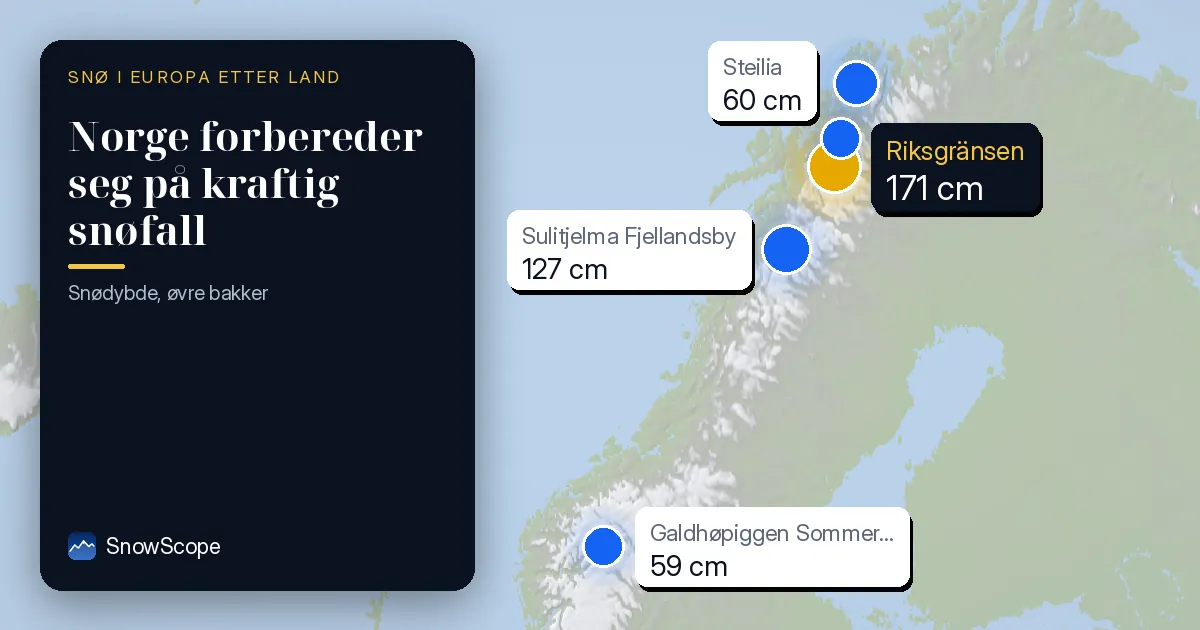 SNØ I EUROPA ETTER LAND
Norge forbereder
seg på kraftig
snøfall
Snødybde, øvre bakker
SnowScope
Steilia
60 cm
Riksgränsen
171 cm
Sulitjelma Fjellandsby
127 cm
Galdhøpiggen Sommer...
59 cm